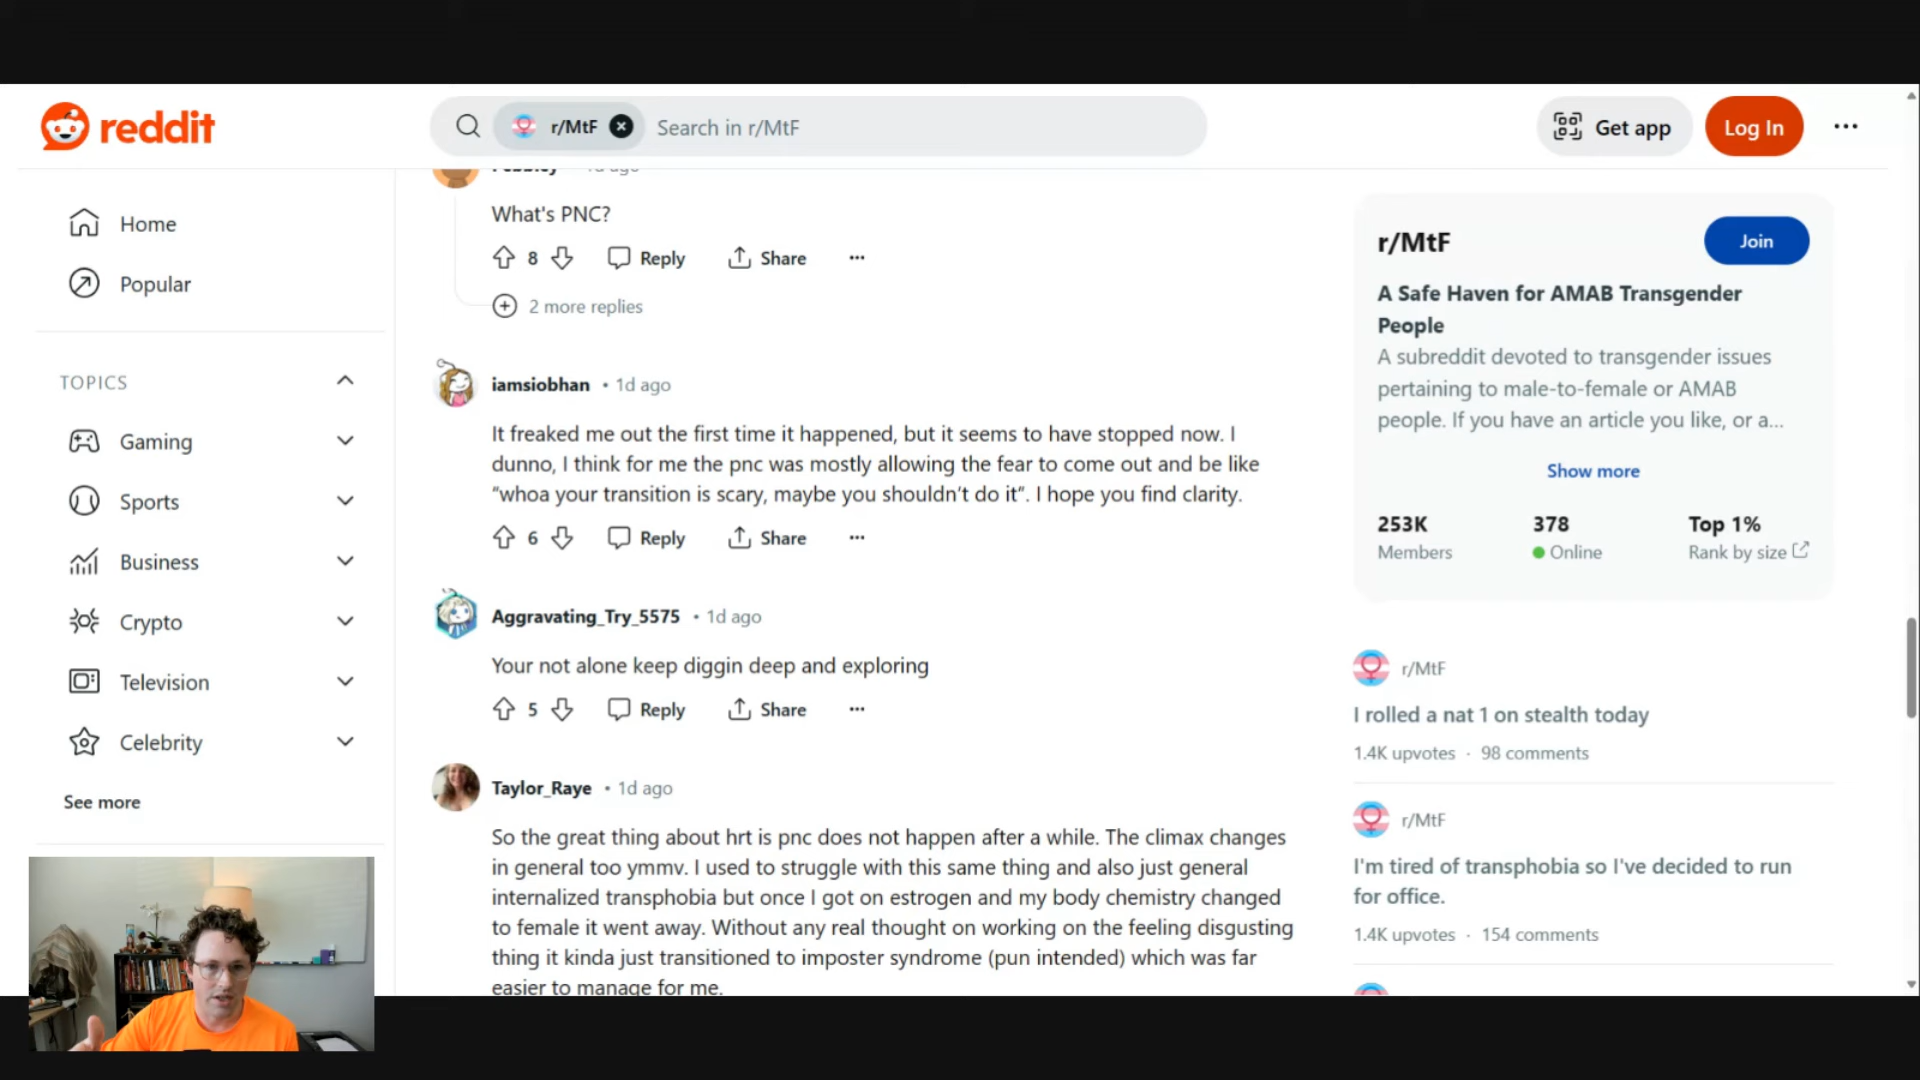 reddit
r/MtF
Search in r/MtF
Get app
Log In
Home
Popular
TOPICS
Gaming
Sports
Business
Crypto
Television
Celebrity
See more
What's PNC?
8
Reply
Share
2 more replies
iamsiobhan • 1d ago
It freaked me out the first time it happened, but it seems to have stopped now. I
dunno, I think for me the pnc was mostly allowing the fear to come out and be like
“whoa your transition is scary, maybe you shouldn’t do it“. I hope you find clarity.
6
Reply
Share
Aggravating_Try_5575 • 1d ago
Your not alone keep diggin deep and exploring
5
Reply
Share
Taylor_Raye • 1d ago
So the great thing about hrt is pnc does not happen after a while. The climax changes
in general too ymmv. I used to struggle with this same thing and also just general
internalized transphobia but once I got on estrogen and my body chemistry changed
to female it went away. Without any real thought on working on the feeling disgusting
thing it kinda just transitioned to imposter syndrome (pun intended) which was far
easier to manage for me.
r/MtF
Join
A Safe Haven for AMAB Transgender
People
A subreddit devoted to transgender issues
pertaining to male-to-female or AMAB
people. If you have an article you like, or a...
Show more
253K
Members
378
Online
Top 1%
Rank by size
r/MtF
I rolled a nat 1 on stealth today
1.4K upvotes · 98 comments
r/MtF
I'm tired of transphobia so I've decided to run
for office.
1.4K upvotes · 154 comments